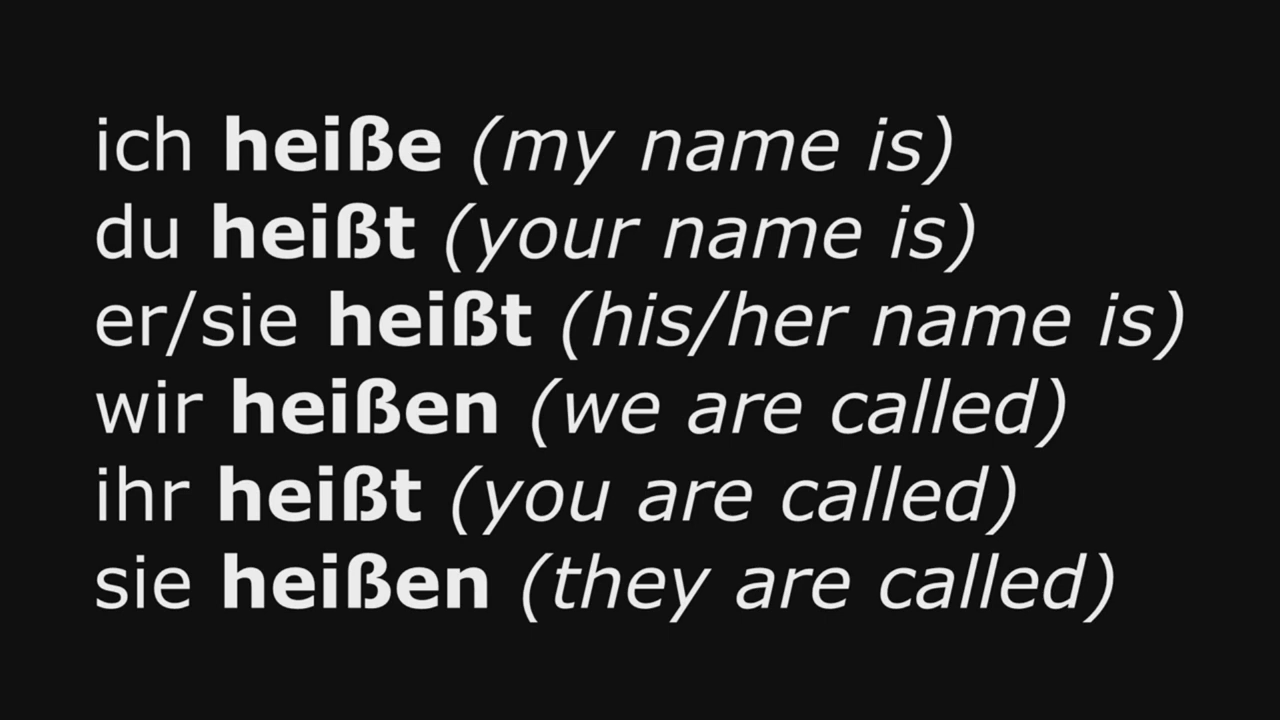 ich heiße (my name is)
du heißt (your name is)
er/sie heißt (his/her name is)
wir heißen (we are called)
ihr heißt (you are called)
sie heißen (they are called)